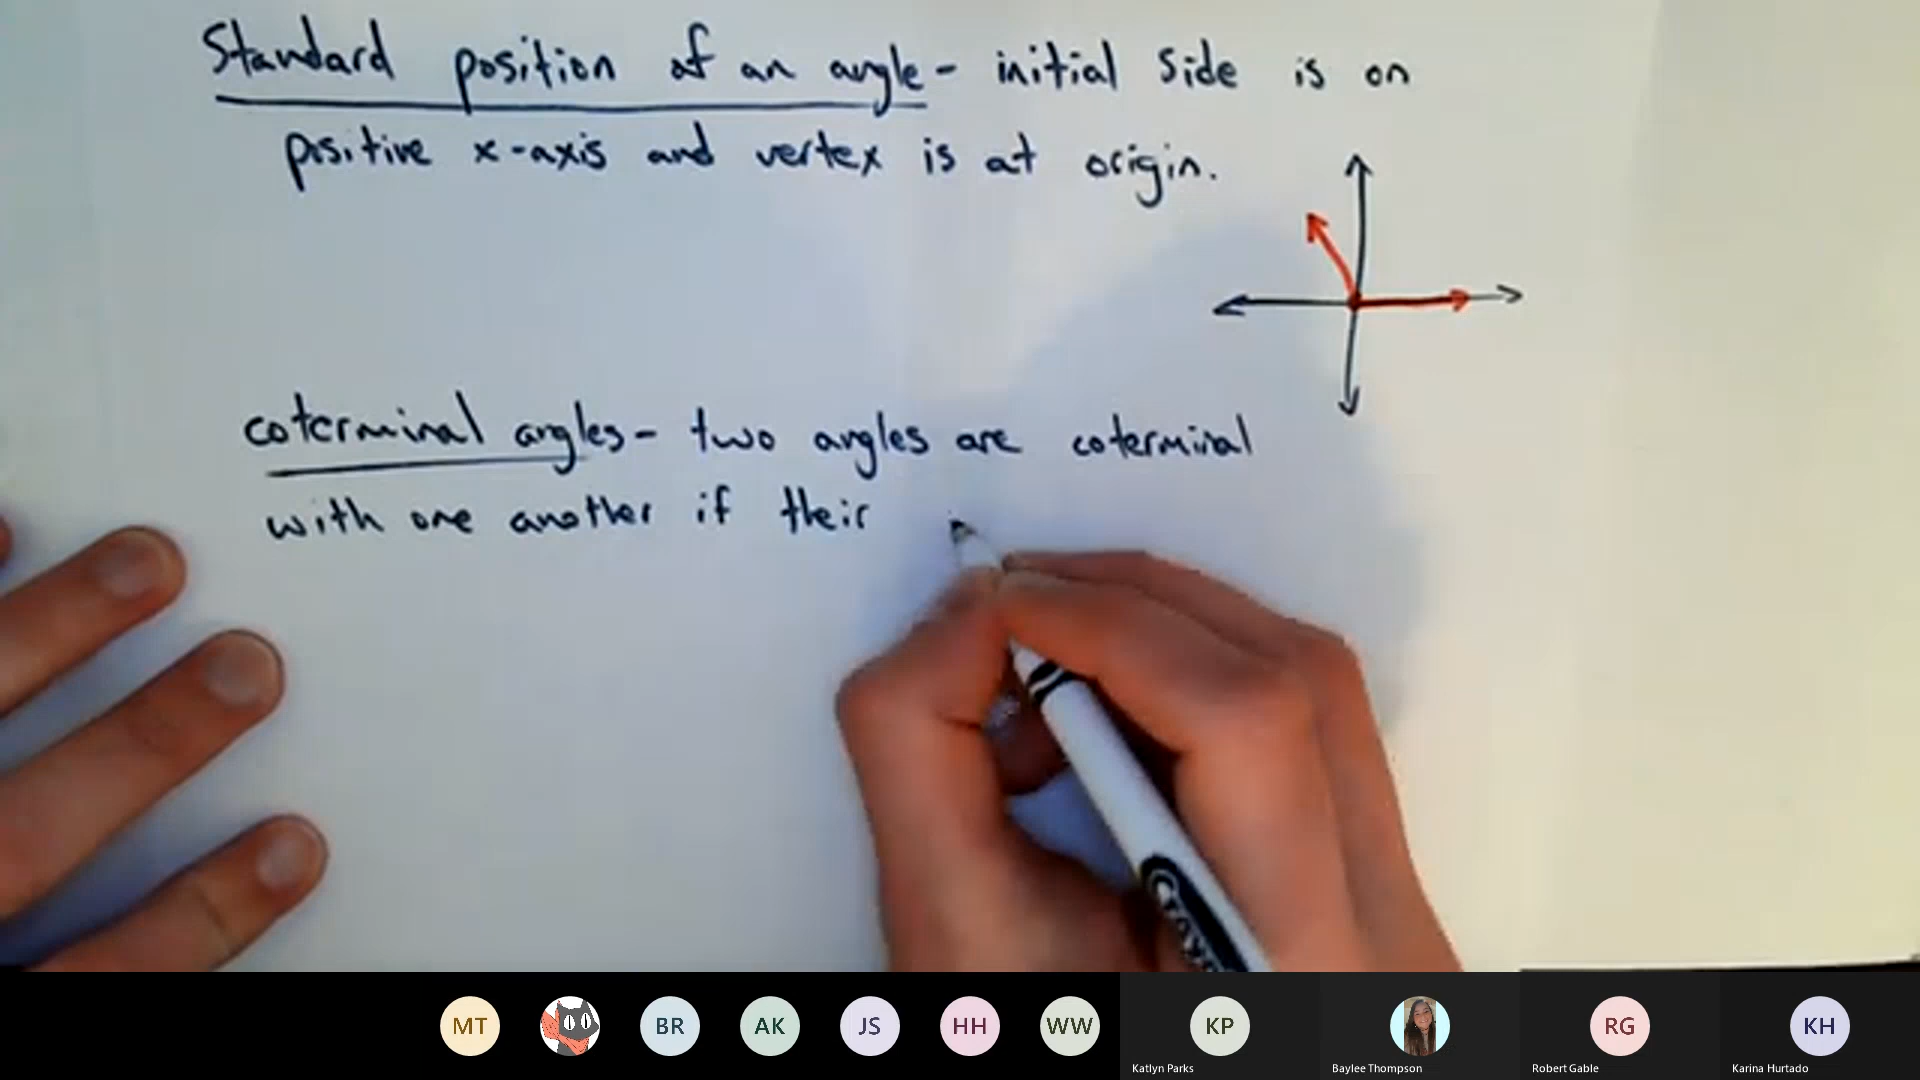 Standard position of an angle - initial side is on
positive x-axis and vertex is at origin.
coterminal angles - two angles are coterminal
with one another if their
MT
BR
AK
JS
HH
WW
KP
RG
KH
Katlyn Parks
Baylee Thompson
Robert Gable
Karina Hurtado